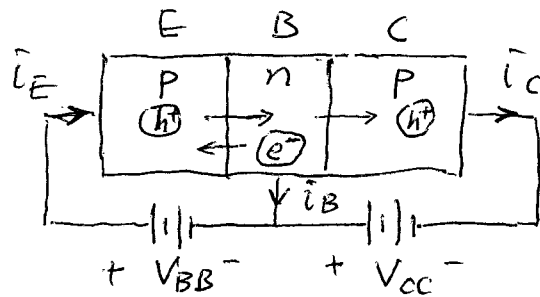 E B C
P n P
i_E h⁺ h⁺ i_C
e⁻
i_B
+ V_BB - + V_CC -